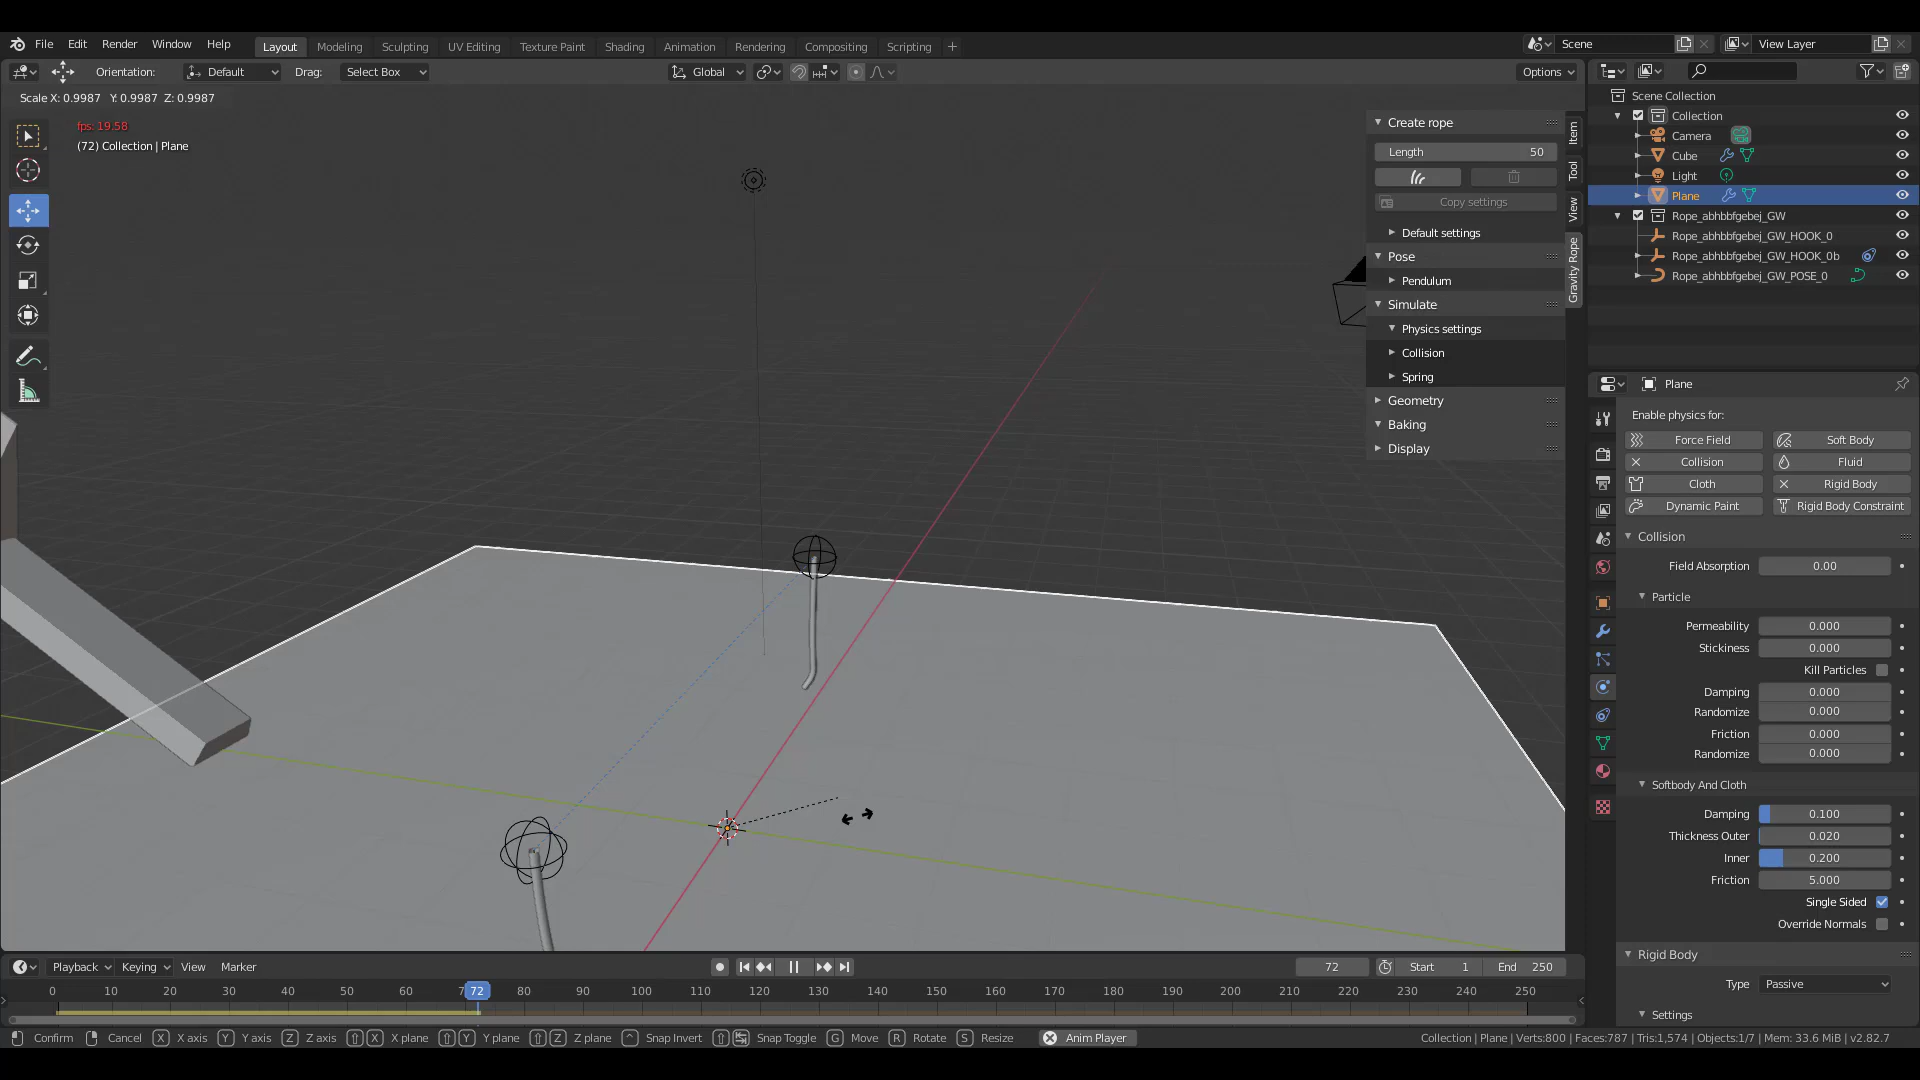 File Edit Render Window Help Layout Modeling Sculpting UV Editing Texture Paint Shading Animation Rendering Compositing Scripting + Scene View Layer
Orientation: Default Drag: Select Box Global Options
Scale X: 0.9987 Y: 0.9987 Z: 0.9987
fps: 19.58
(72) Collection | Plane
Create rope
Length 50
Copy settings
Default settings
Pose
Pendulum
Simulate
Physics settings
Collision
Spring
Geometry
Baking
Display
Item
Tool
View
Gravity Rope
Scene Collection
Collection
Camera
Cube
Light
Plane
Rope_abhbbfgebej_GW
Rope_abhbbfgebej_GW_HOOK_0
Rope_abhbbfgebej_GW_HOOK_0b
Rope_abhbbfgebej_GW_POSE_0
Plane
Enable physics for:
Force Field Soft Body
Collision Fluid
Cloth Rigid Body
Dynamic Paint Rigid Body Constraint
Collision
Field Absorption 0.00
Particle
Permeability 0.000
Stickiness 0.000
Kill Particles
Damping 0.000
Randomize 0.000
Friction 0.000
Randomize 0.000
Softbody And Cloth
Damping 0.100
Thickness Outer 0.020
Inner 0.200
Friction 5.000
Single Sided
Override Normals
Rigid Body
Type Passive
Settings
Playback Keying View Marker 72 Start 1 End 250
0 10 20 30 40 50 60 7 72 80 90 100 110 120 130 140 150 160 170 180 190 200 210 220 230 240 250
Confirm Cancel X X axis Y Y axis Z Z axis X X plane Y Y plane Z Z plane ^ Snap Invert Snap Toggle G Move R Rotate S Resize Anim Player Collection | Plane | Verts:800 | Faces:787 | Tris:1,574 | Objects:1/7 | Mem: 33.6 MiB | v2.82.7